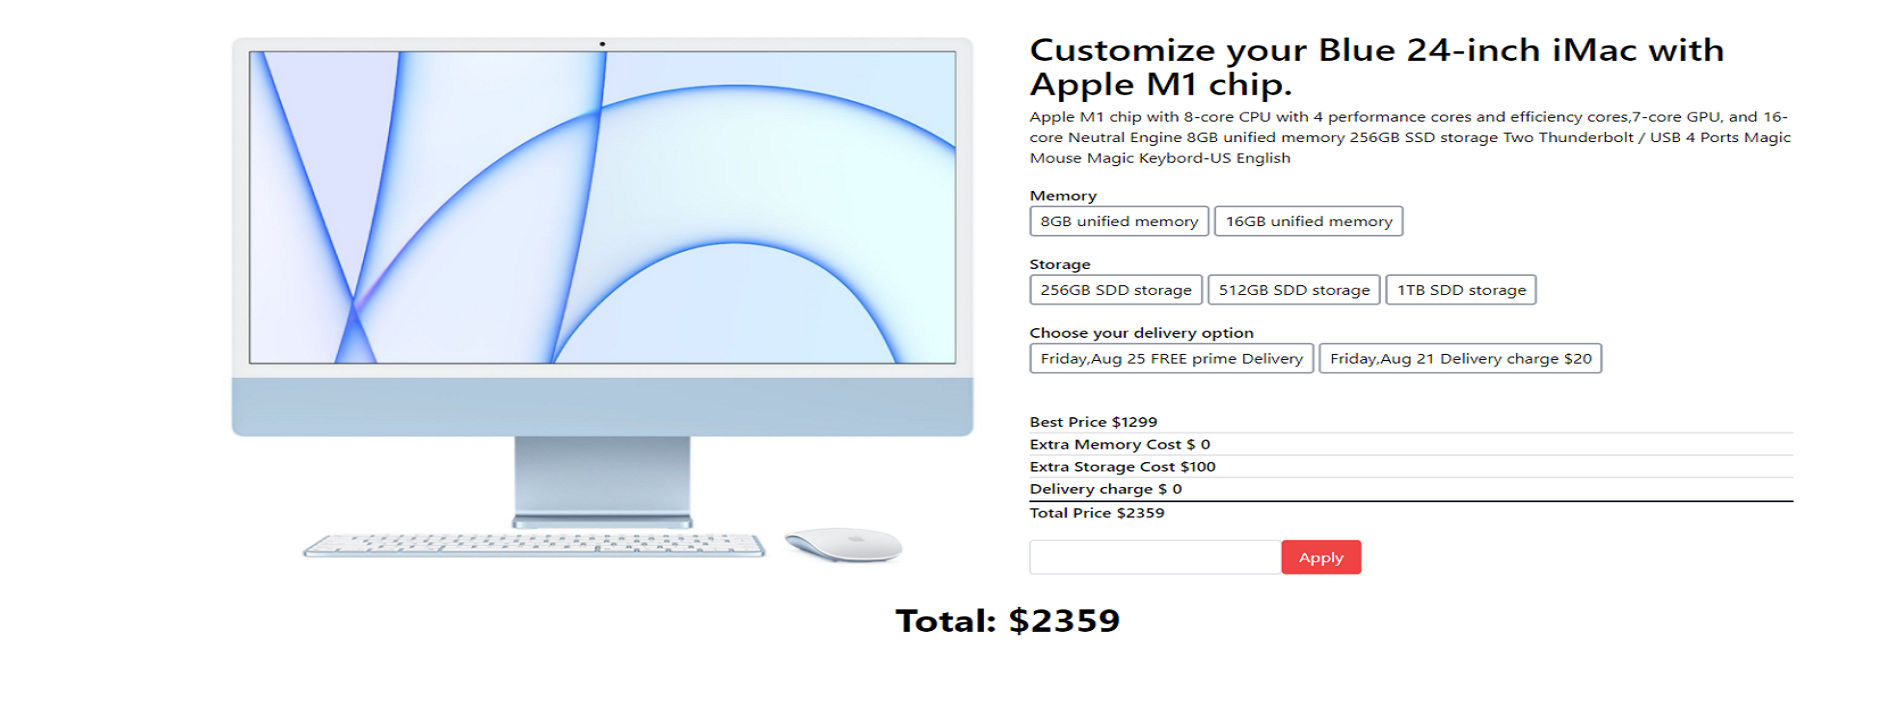 Customize your Blue 24-inch iMac with
Apple M1 chip.
Apple M1 chip with 8-core CPU with 4 performance cores and efficiency cores,7-core GPU, and 16-
core Neutral Engine 8GB unified memory 256GB SSD storage Two Thunderbolt / USB 4 Ports Magic
Mouse Magic Keybord-US English
Memory
8GB unified memory 16GB unified memory
Storage
256GB SDD storage 512GB SDD storage 1TB SDD storage
Choose your delivery option
Friday,Aug 25 FREE prime Delivery Friday,Aug 21 Delivery charge $20
Best Price $1299
Extra Memory Cost $ 0
Extra Storage Cost $100
Delivery charge $ 0
Total Price $2359
Apply
Total: $2359